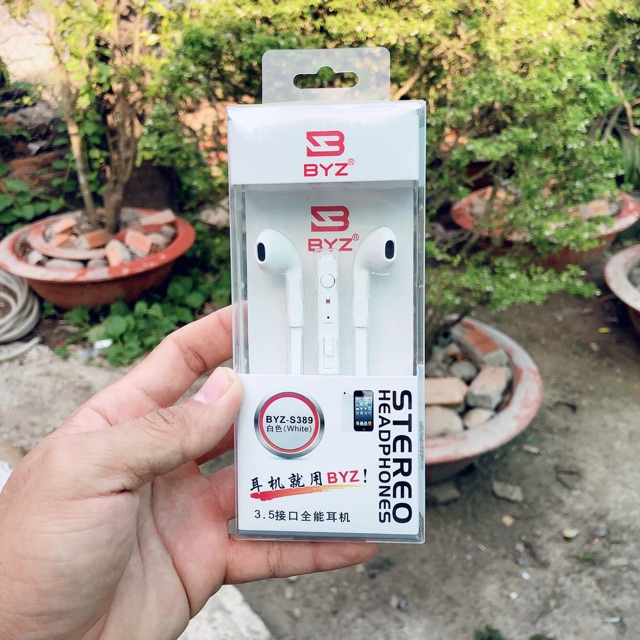 BYZ®
BYZ®
BYZ-S389
白色(White)
耳机就用BYZ!
3.5接口全能耳机
STEREO
HEADPHONES